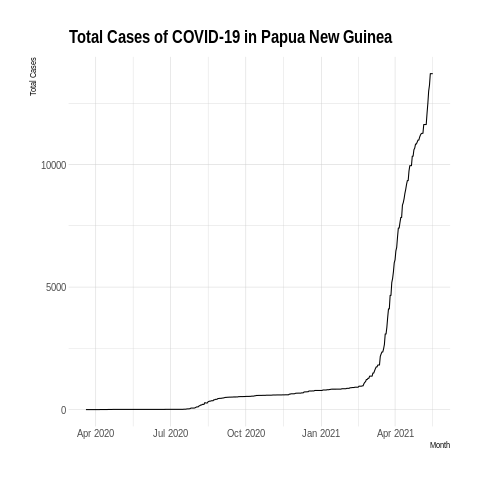 Total Cases of COVID-19 in Papua New Guinea
Total Cases
10000
5000
0
Apr 2020 Jul 2020 Oct 2020 Jan 2021 Apr 2021
Month